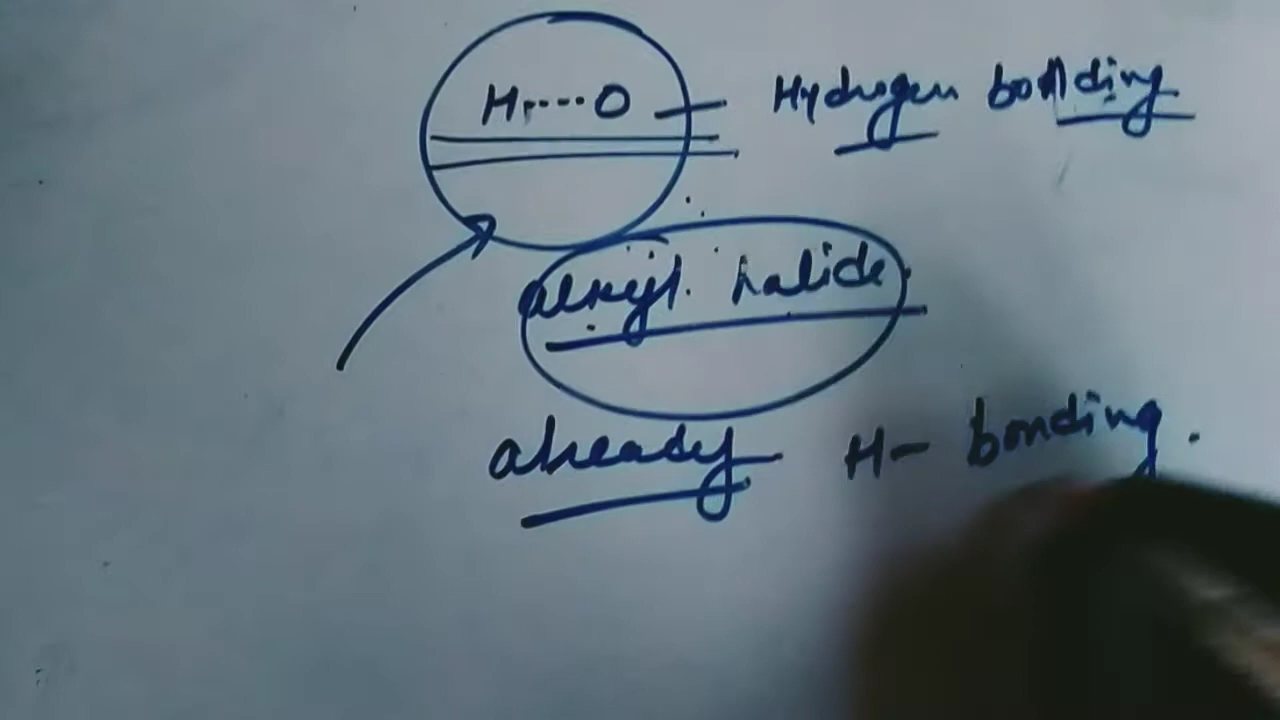 H····O — Hydrogen bonding
alkyl halide
already H- bonding.